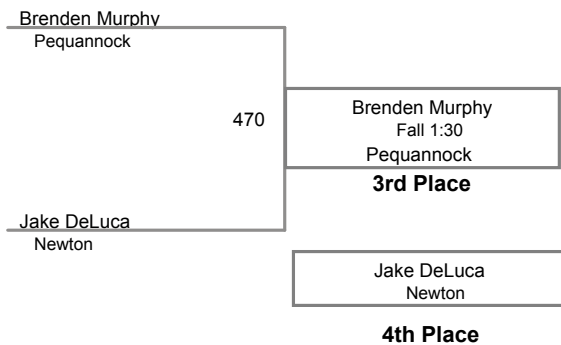 Brenden Murphy
Pequannock
470
Brenden Murphy
Fall 1:30
Pequannock
3rd Place
Jake DeLuca
Newton
Jake DeLuca
Newton
4th Place